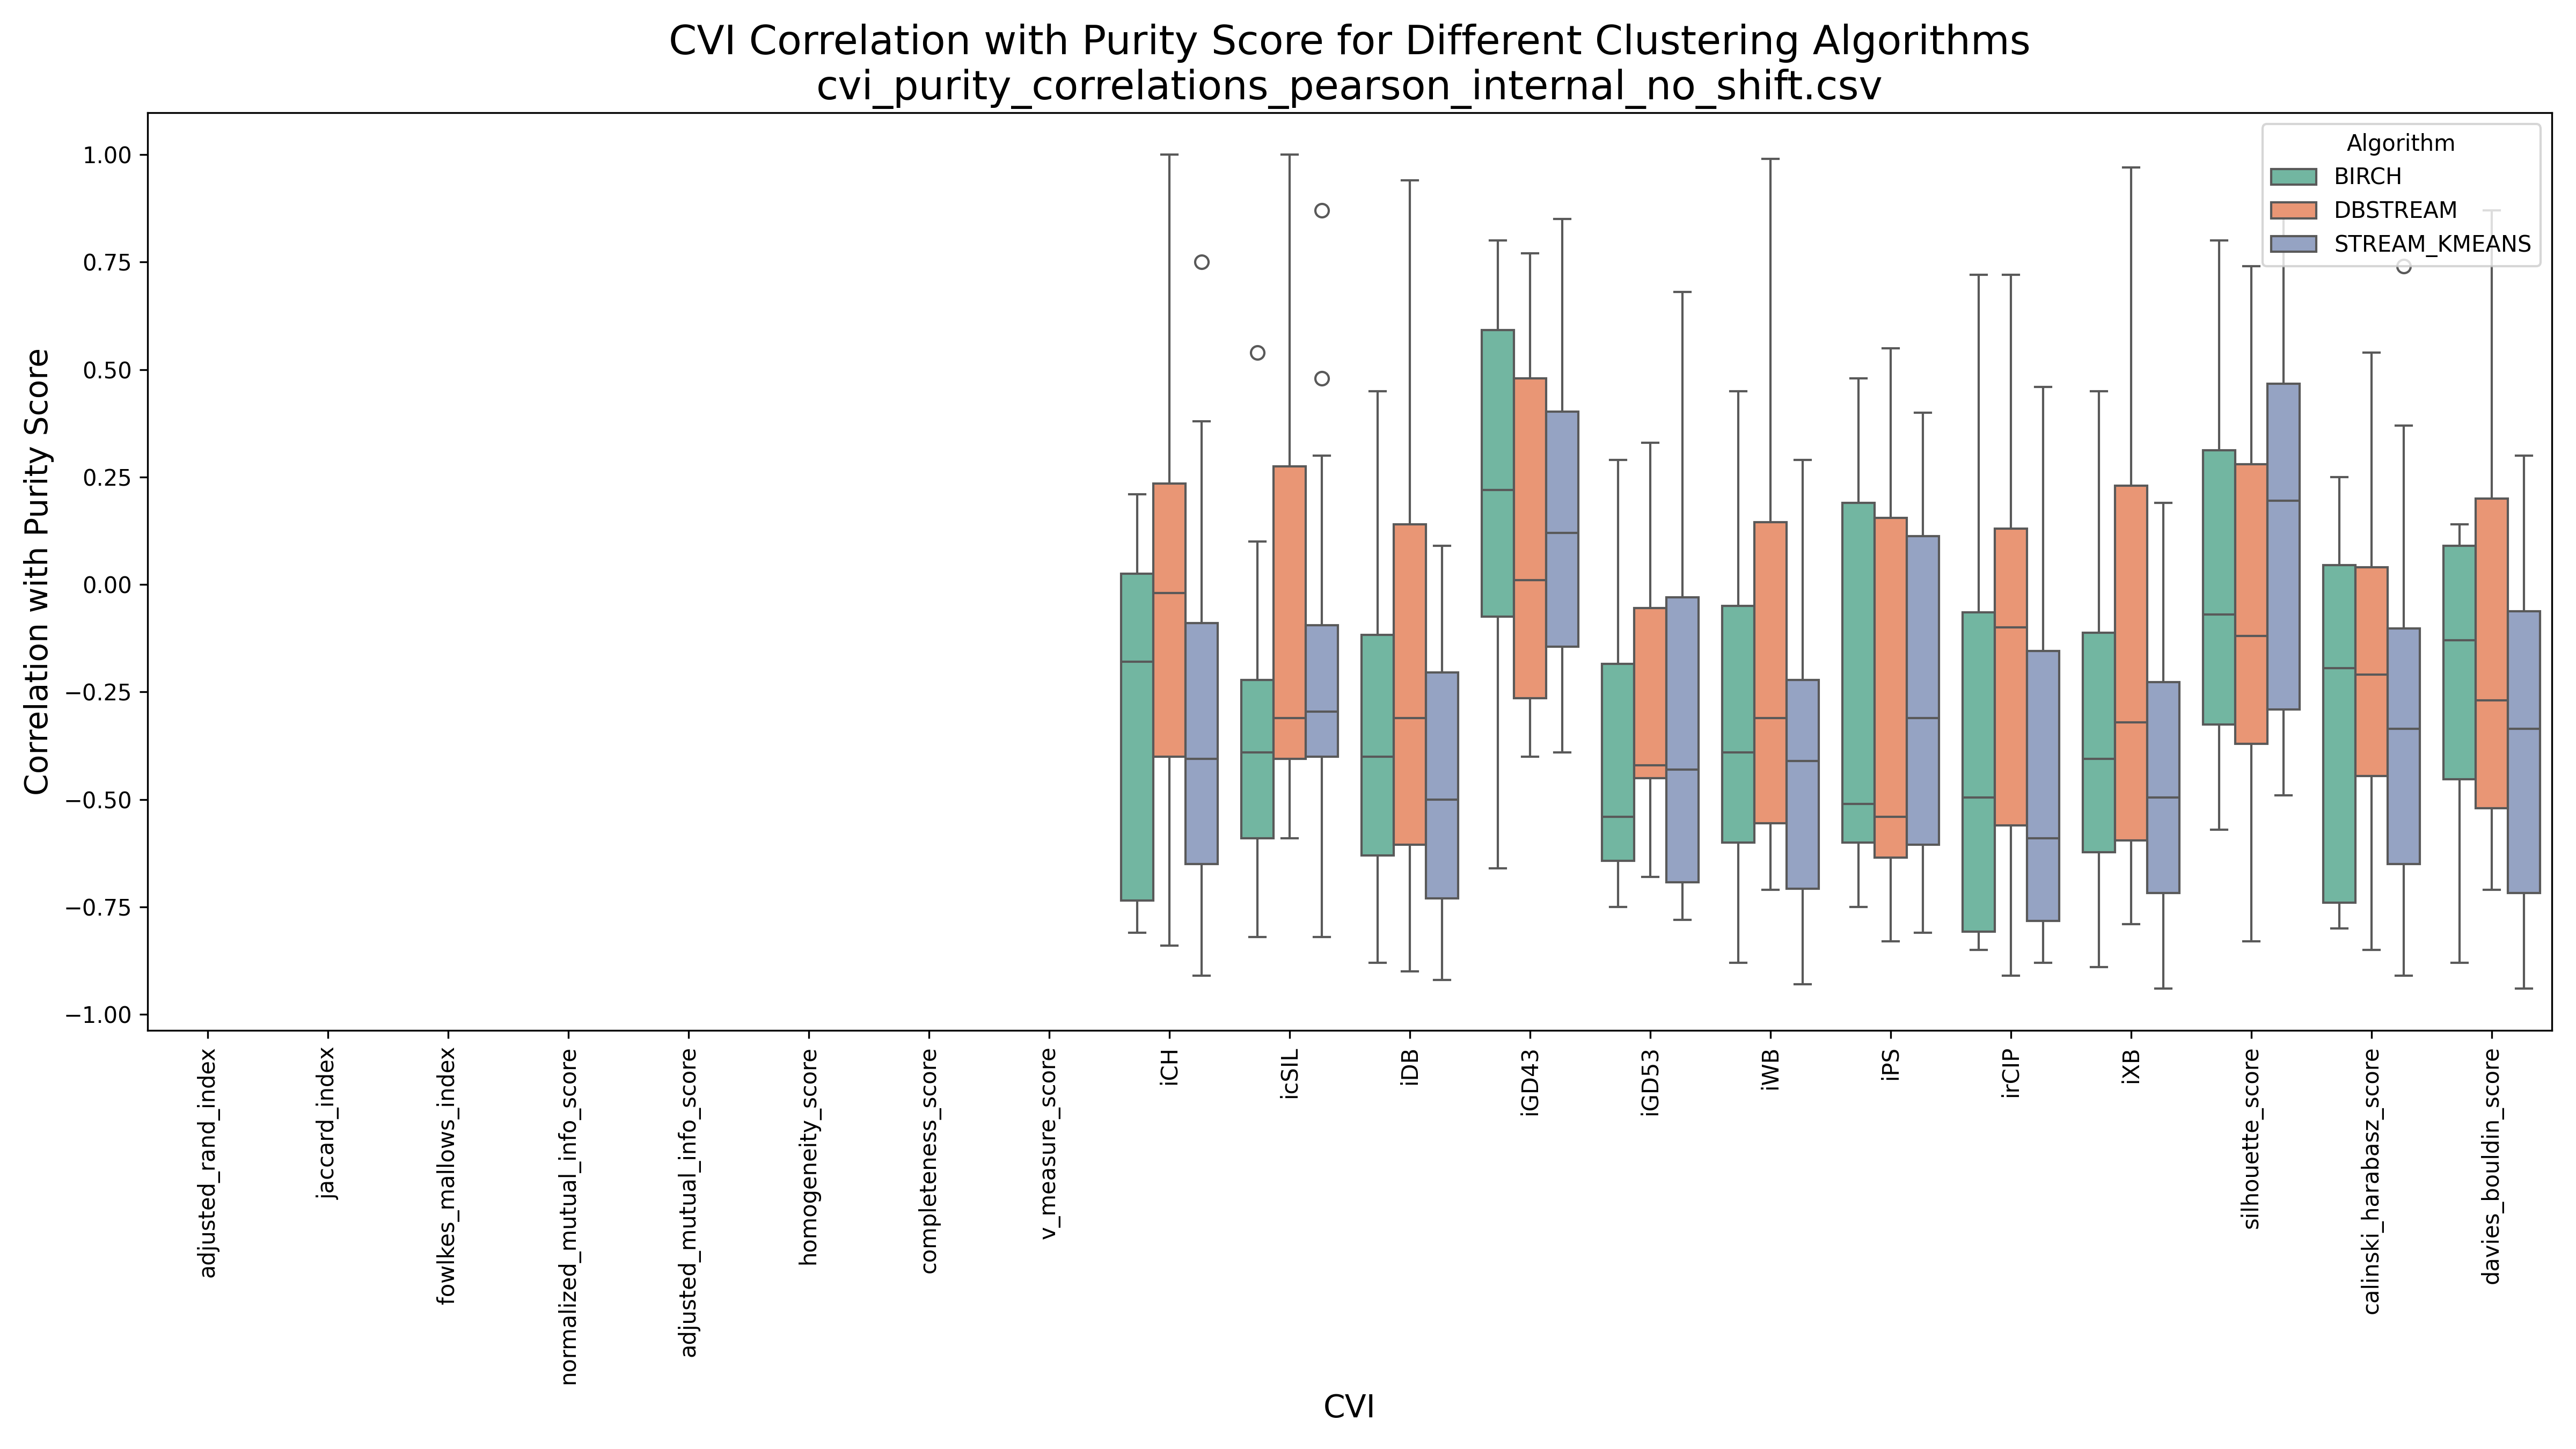 CVI Correlation with Purity Score for Different Clustering Algorithms
cvi_purity_correlations_pearson_internal_no_shift.csv
Algorithm
BIRCH
DBSTREAM
STREAM_KMEANS
Correlation with Purity Score
1.00
0.75
0.50
0.25
0.00
−0.25
−0.50
−0.75
−1.00
adjusted_rand_index
jaccard_index
fowlkes_mallows_index
normalized_mutual_info_score
adjusted_mutual_info_score
homogeneity_score
completeness_score
v_measure_score
iCH
icSIL
iDB
iGD43
iGD53
iWB
iPS
irCIP
iXB
silhouette_score
calinski_harabasz_score
davies_bouldin_score
CVI